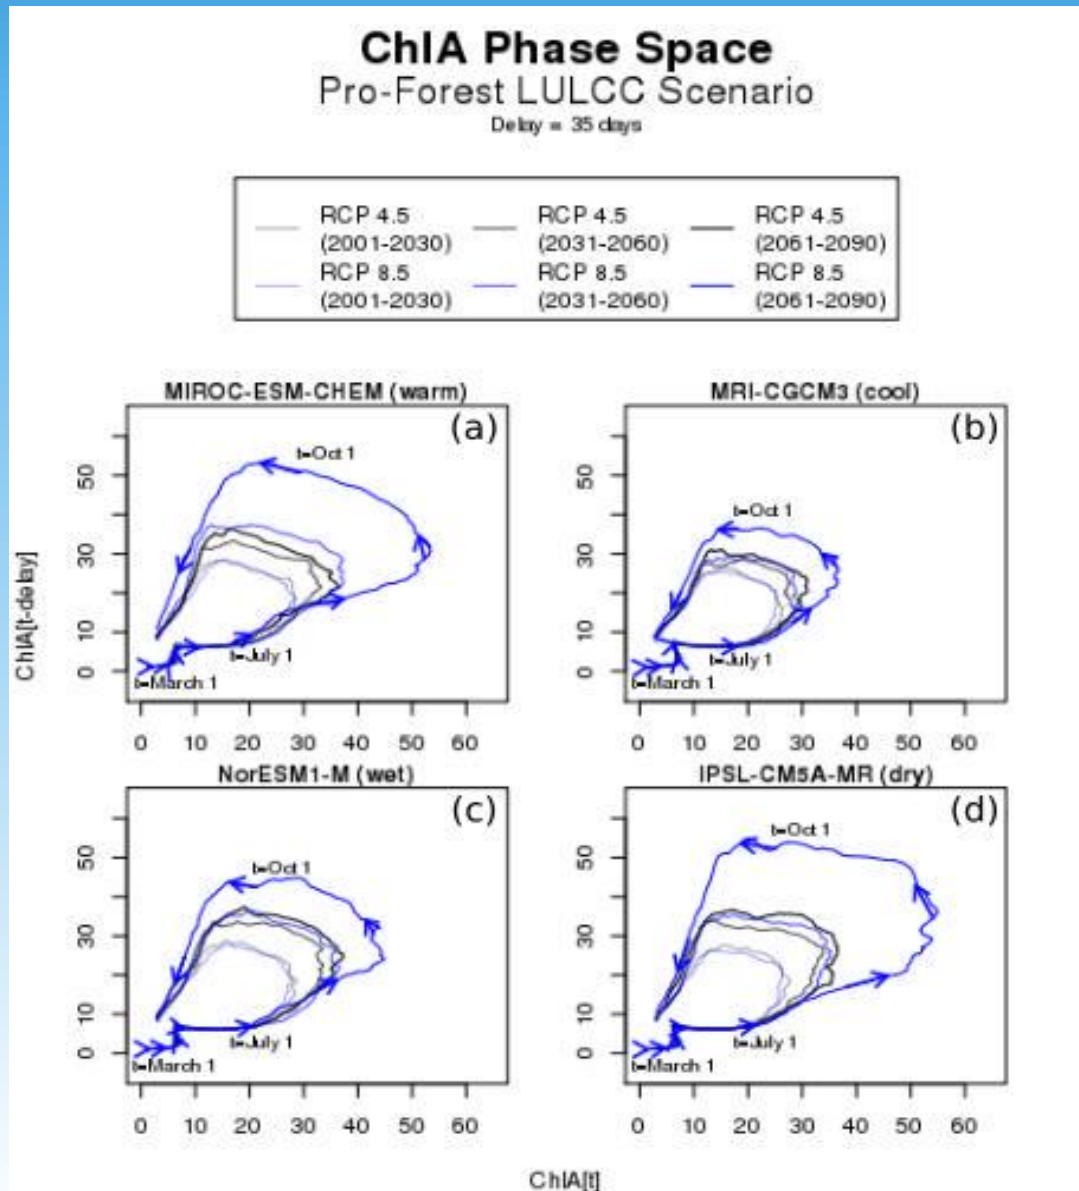 ChlA Phase Space
Pro-Forest LULCC Scenario
Delay = 35 days
RCP 4.5 (2001-2030)
RCP 4.5 (2031-2060)
RCP 4.5 (2061-2090)
RCP 8.5 (2001-2030)
RCP 8.5 (2031-2060)
RCP 8.5 (2061-2090)
MIROC-ESM-CHEM (warm)
(a)
t=Oct 1
t=July 1
t=March 1
0 10 30 50
0 10 20 30 40 50 60
MRI-CGCM3 (cool)
(b)
t=Oct 1
t=July 1
t=March 1
0 10 30 50
0 10 20 30 40 50 60
NorESM1-M (wet)
(c)
t=Oct 1
t=July 1
t=March 1
0 10 30 50
0 10 20 30 40 50 60
IPSL-CM5A-MR (dry)
(d)
t=Oct 1
t=July 1
t=March 1
0 10 30 50
0 10 20 30 40 50 60
ChlA[t-delay]
ChlA[t]